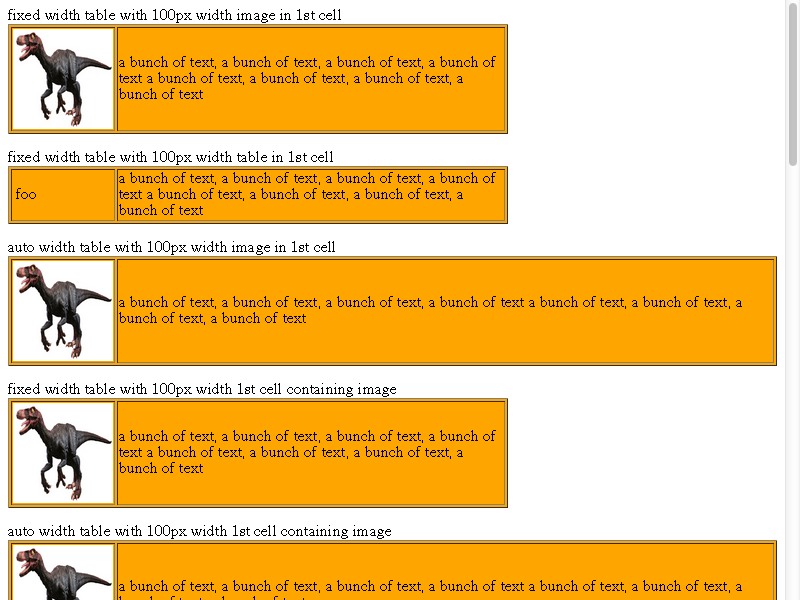 fixed width table with 100px width image in 1st cell
a bunch of text, a bunch of text, a bunch of text, a bunch of
text a bunch of text, a bunch of text, a bunch of text, a
bunch of text
fixed width table with 100px width table in 1st cell
foo
a bunch of text, a bunch of text, a bunch of text, a bunch of
text a bunch of text, a bunch of text, a bunch of text, a
bunch of text
auto width table with 100px width image in 1st cell
a bunch of text, a bunch of text, a bunch of text, a bunch of text a bunch of text, a bunch of text, a
bunch of text, a bunch of text
fixed width table with 100px width 1st cell containing image
a bunch of text, a bunch of text, a bunch of text, a bunch of
text a bunch of text, a bunch of text, a bunch of text, a
bunch of text
auto width table with 100px width 1st cell containing image
a bunch of text, a bunch of text, a bunch of text, a bunch of text a bunch of text, a bunch of text, a